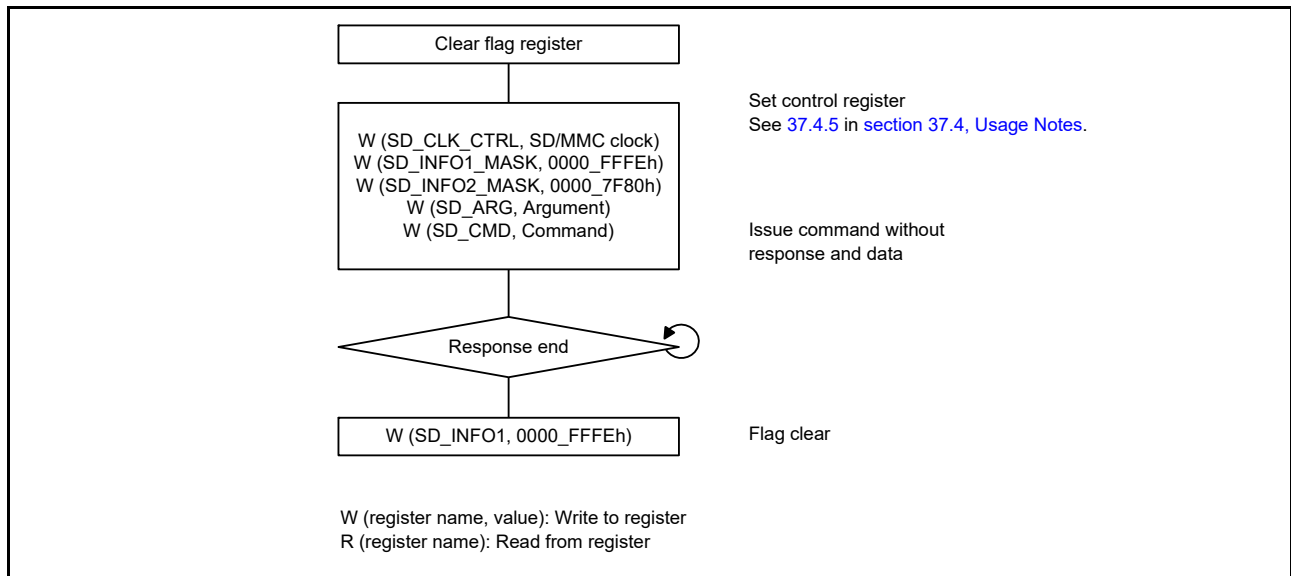 Clear flag register
Set control register
See 37.4.5 in section 37.4, Usage Notes.
W (SD_CLK_CTRL, SD/MMC clock)
W (SD_INFO1_MASK, 0000_FFFEh)
W (SD_INFO2_MASK, 0000_7F80h)
W (SD_ARG, Argument)
W (SD_CMD, Command)
Issue command without
response and data
Response end
W (SD_INFO1, 0000_FFFEh)
Flag clear
W (register name, value): Write to register
R (register name): Read from register